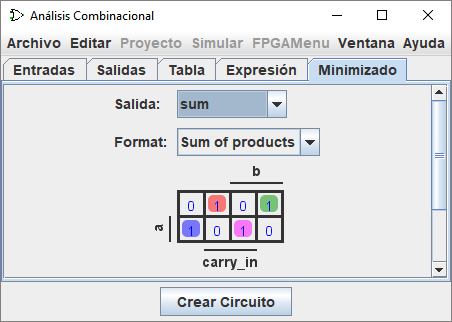 Análisis Combinacional
Archivo Editar Proyecto Simular FPGAMenu Ventana Ayuda
Entradas Salidas Tabla Expresión Minimizado
Salida: sum
Format: Sum of products
b
0 1 0 1
a
1 0 1 0
carry_in
Crear Circuito